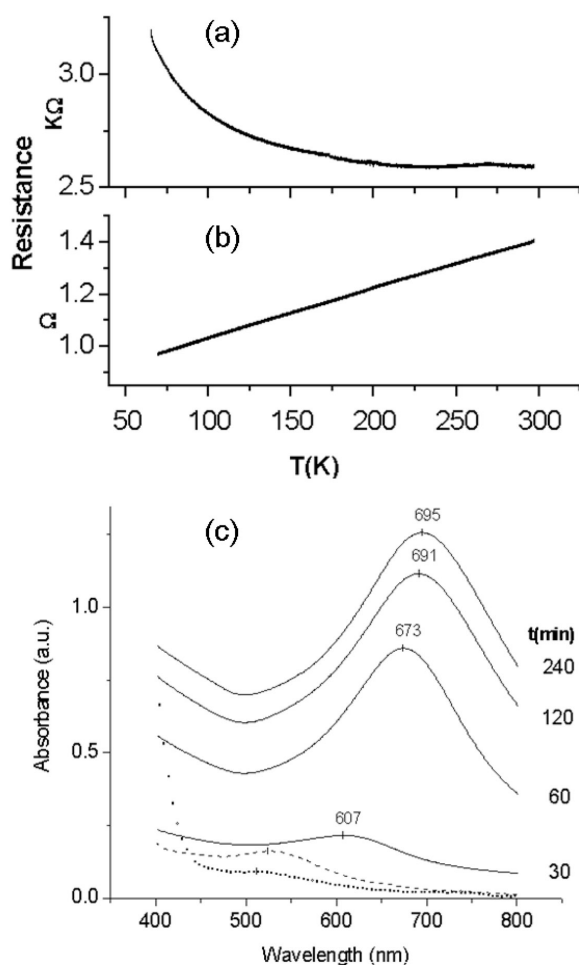 (a)
3.0
KΩ
2.5
Resistance
(b)
1.4
1.2
Ω
1.0
50 100 150 200 250 300
T(K)
(c)
695
691
673
607
t(min)
240
120
60
30
1.0
0.5
0.0
Absorbance (a.u.)
400 500 600 700 800
Wavelength (nm)